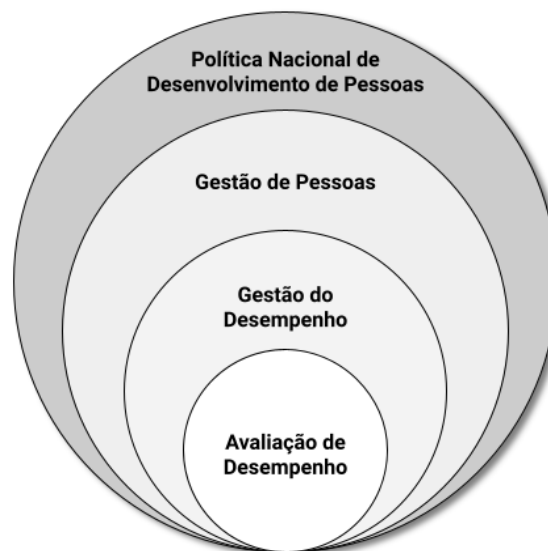 Política Nacional de
Desenvolvimento de Pessoas
Gestão de Pessoas
Gestão do
Desempenho
Avaliação de
Desempenho